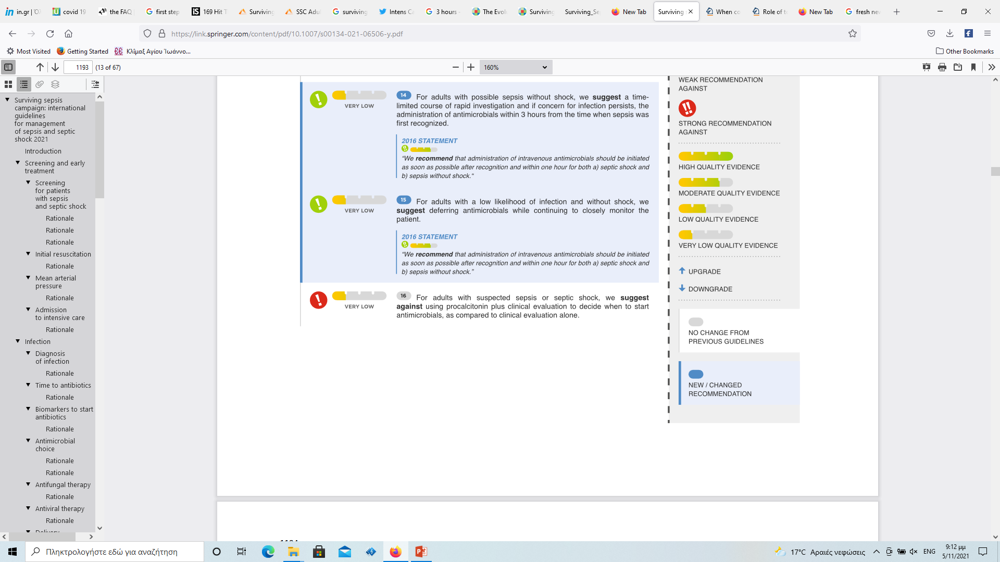 in.gr | Ό
covid 19
the FAQ
first step
169 Hit T
Surviving
SSC Adul
surviving
Intens Ca
3 hours -
The Evol
Surviving
Surviving_Se
New Tab
Surviving
When co
Role of t
New Tab
fresh nev
https://link.springer.com/content/pdf/10.1007/s00134-021-06506-y.pdf
Most Visited
Getting Started
Κλῖμαξ Ἁγίου Ἰωάννο...
Other Bookmarks
1193
(13 of 67)
160%
Surviving sepsis
campaign: international
guidelines
for management
of sepsis and septic
shock 2021
Introduction
Screening and early
treatment
Screening
for patients
with sepsis
and septic shock
Rationale
Rationale
Rationale
Initial resuscitation
Rationale
Mean arterial
pressure
Rationale
Admission
to intensive care
Rationale
Infection
Diagnosis
of infection
Rationale
Time to antibiotics
Rationale
Biomarkers to start
antibiotics
Rationale
Antimicrobial
choice
Rationale
Rationale
Antifungal therapy
Rationale
Antiviral therapy
Rationale
Delivery
VERY LOW
14 For adults with possible sepsis without shock, we suggest a time-
limited course of rapid investigation and if concern for infection persists, the
administration of antimicrobials within 3 hours from the time when sepsis was
first recognized.
2016 STATEMENT
“We recommend that administration of intravenous antimicrobials should be initiated
as soon as possible after recognition and within one hour for both a) septic shock and
b) sepsis without shock.“
VERY LOW
15 For adults with a low likelihood of infection and without shock, we
suggest deferring antimicrobials while continuing to closely monitor the
patient.
2016 STATEMENT
“We recommend that administration of intravenous antimicrobials should be initiated
as soon as possible after recognition and within one hour for both a) septic shock and
b) sepsis without shock.”
VERY LOW
16 For adults with suspected sepsis or septic shock, we suggest
against using procalcitonin plus clinical evaluation to decide when to start
antimicrobials, as compared to clinical evaluation alone.
WEAK RECOMMENDATION
AGAINST
STRONG RECOMMENDATION
AGAINST
HIGH QUALITY EVIDENCE
MODERATE QUALITY EVIDENCE
LOW QUALITY EVIDENCE
VERY LOW QUALITY EVIDENCE
UPGRADE
DOWNGRADE
NO CHANGE FROM
PREVIOUS GUIDELINES
NEW / CHANGED
RECOMMENDATION
Πληκτρολογήστε εδώ για αναζήτηση
17°C Αραιές νεφώσεις
ENG
9:12 μμ
5/11/2021